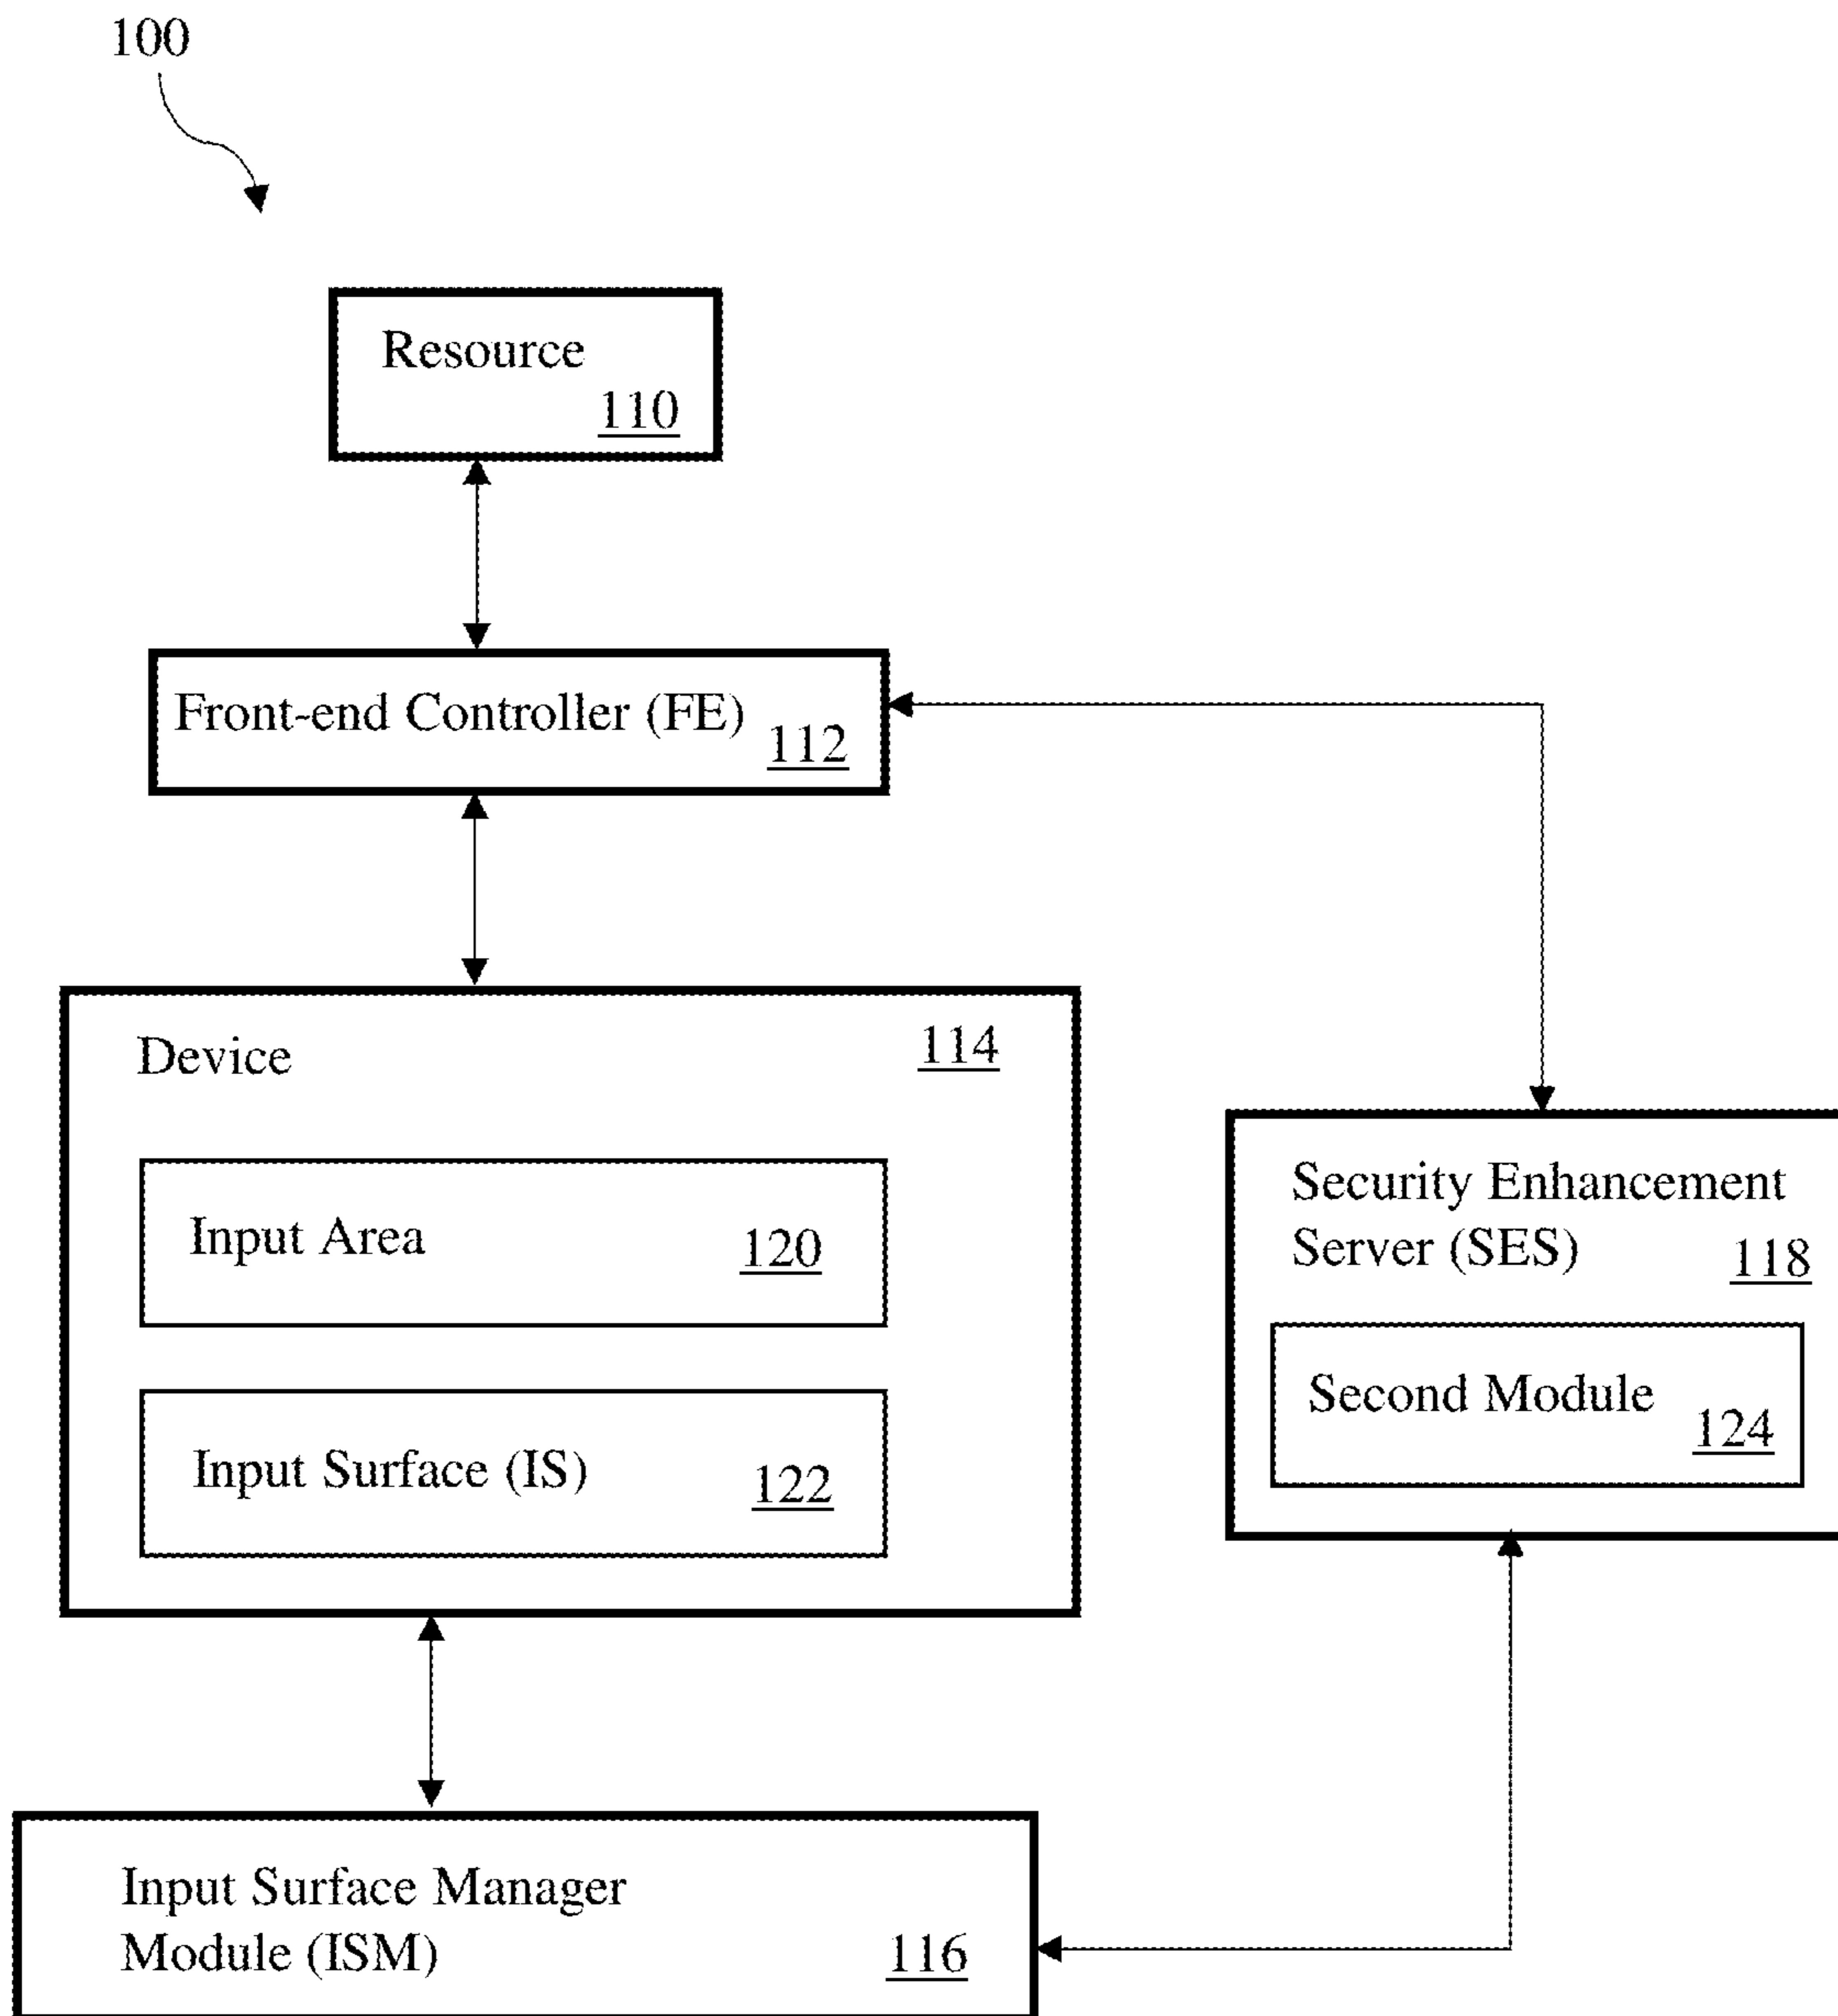 100
Resource
110
Front-end Controller (FE)
112
Device
114
Input Area
120
Input Surface (IS)
122
Security Enhancement
Server (SES)
118
Second Module
124
Input Surface Manager
Module (ISM)
116